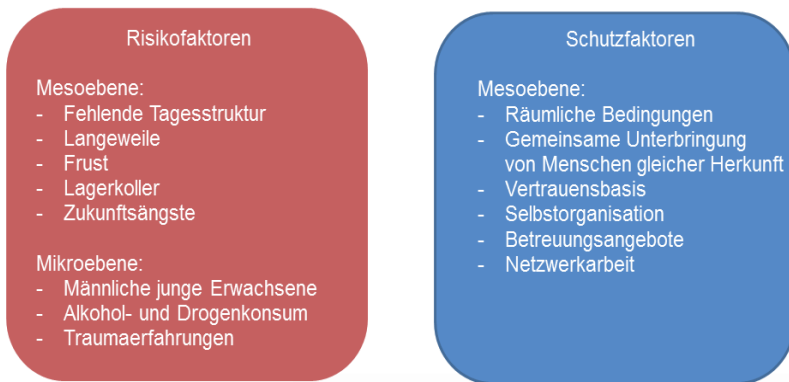 Risikofaktoren
Mesoebene:
- Fehlende Tagesstruktur
- Langeweile
- Frust
- Lagerkoller
- Zukunftsängste
Mikroebene:
- Männliche junge Erwachsene
- Alkohol- und Drogenkonsum
- Traumaerfahrungen
Schutzfaktoren
Mesoebene:
- Räumliche Bedingungen
- Gemeinsame Unterbringung
von Menschen gleicher Herkunft
- Vertrauensbasis
- Selbstorganisation
- Betreuungsangebote
- Netzwerkarbeit